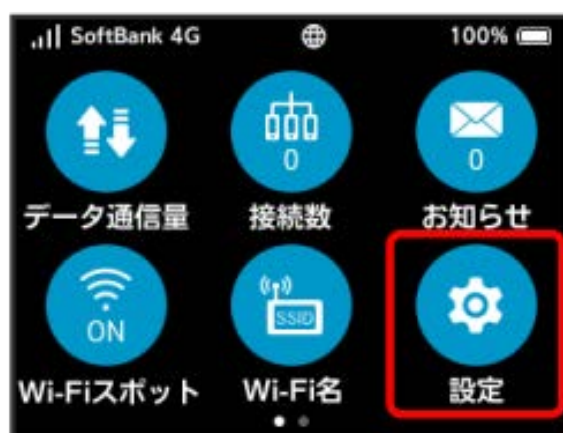 SoftBank 4G 100%
0 0
データ通信量 接続数 お知らせ
ON SSID
Wi-Fiスポット Wi-Fi名 設定